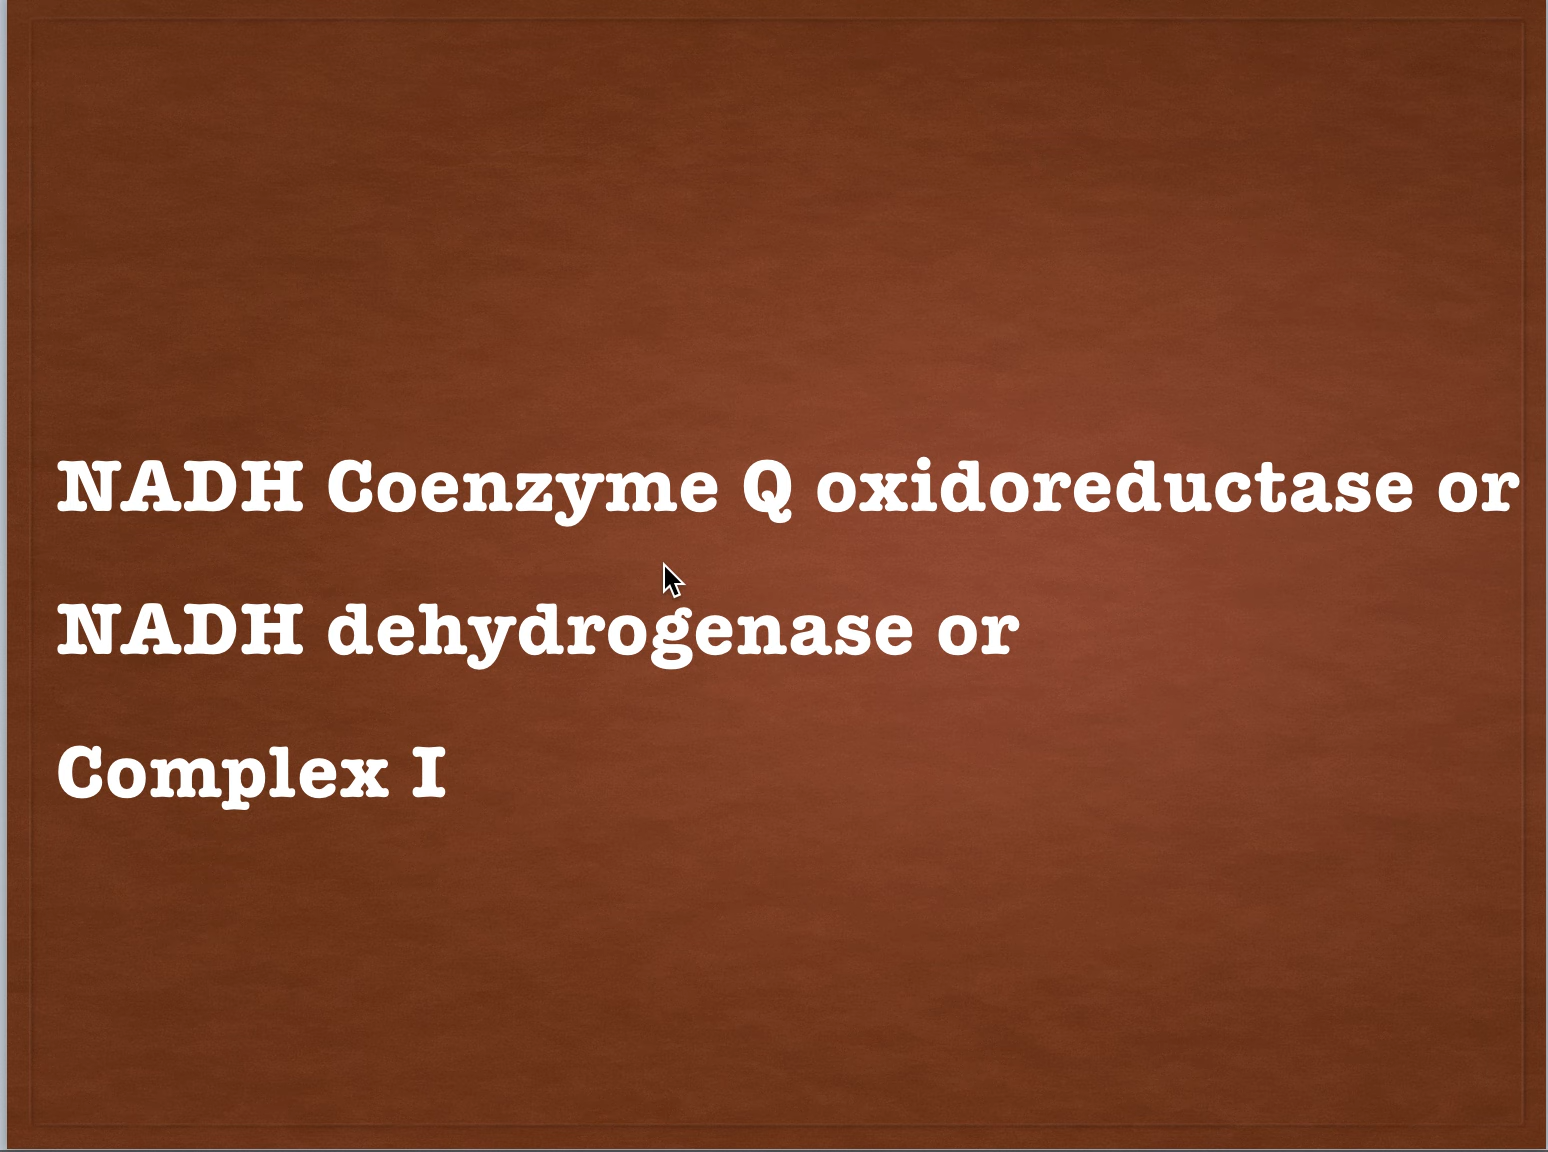 NADH Coenzyme Q oxidoreductase or
NADH dehydrogenase or
Complex I